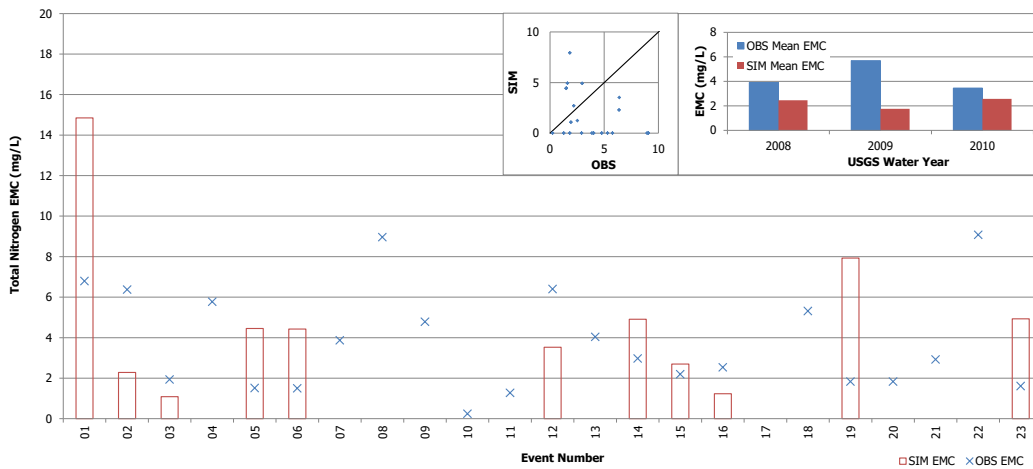 Total Nitrogen EMC (mg/L)
20
18
16
14
12
10
8
6
4
2
0
01 02 03 04 05 06 07 08 09 10 11 12 13 14 15 16 17 18 19 20 21 22 23
Event Number
SIM EMC OBS EMC
SIM
10
5
0
0 5 10
OBS
EMC (mg/L)
8
6
4
2
0
OBS Mean EMC
SIM Mean EMC
2008 2009 2010
USGS Water Year